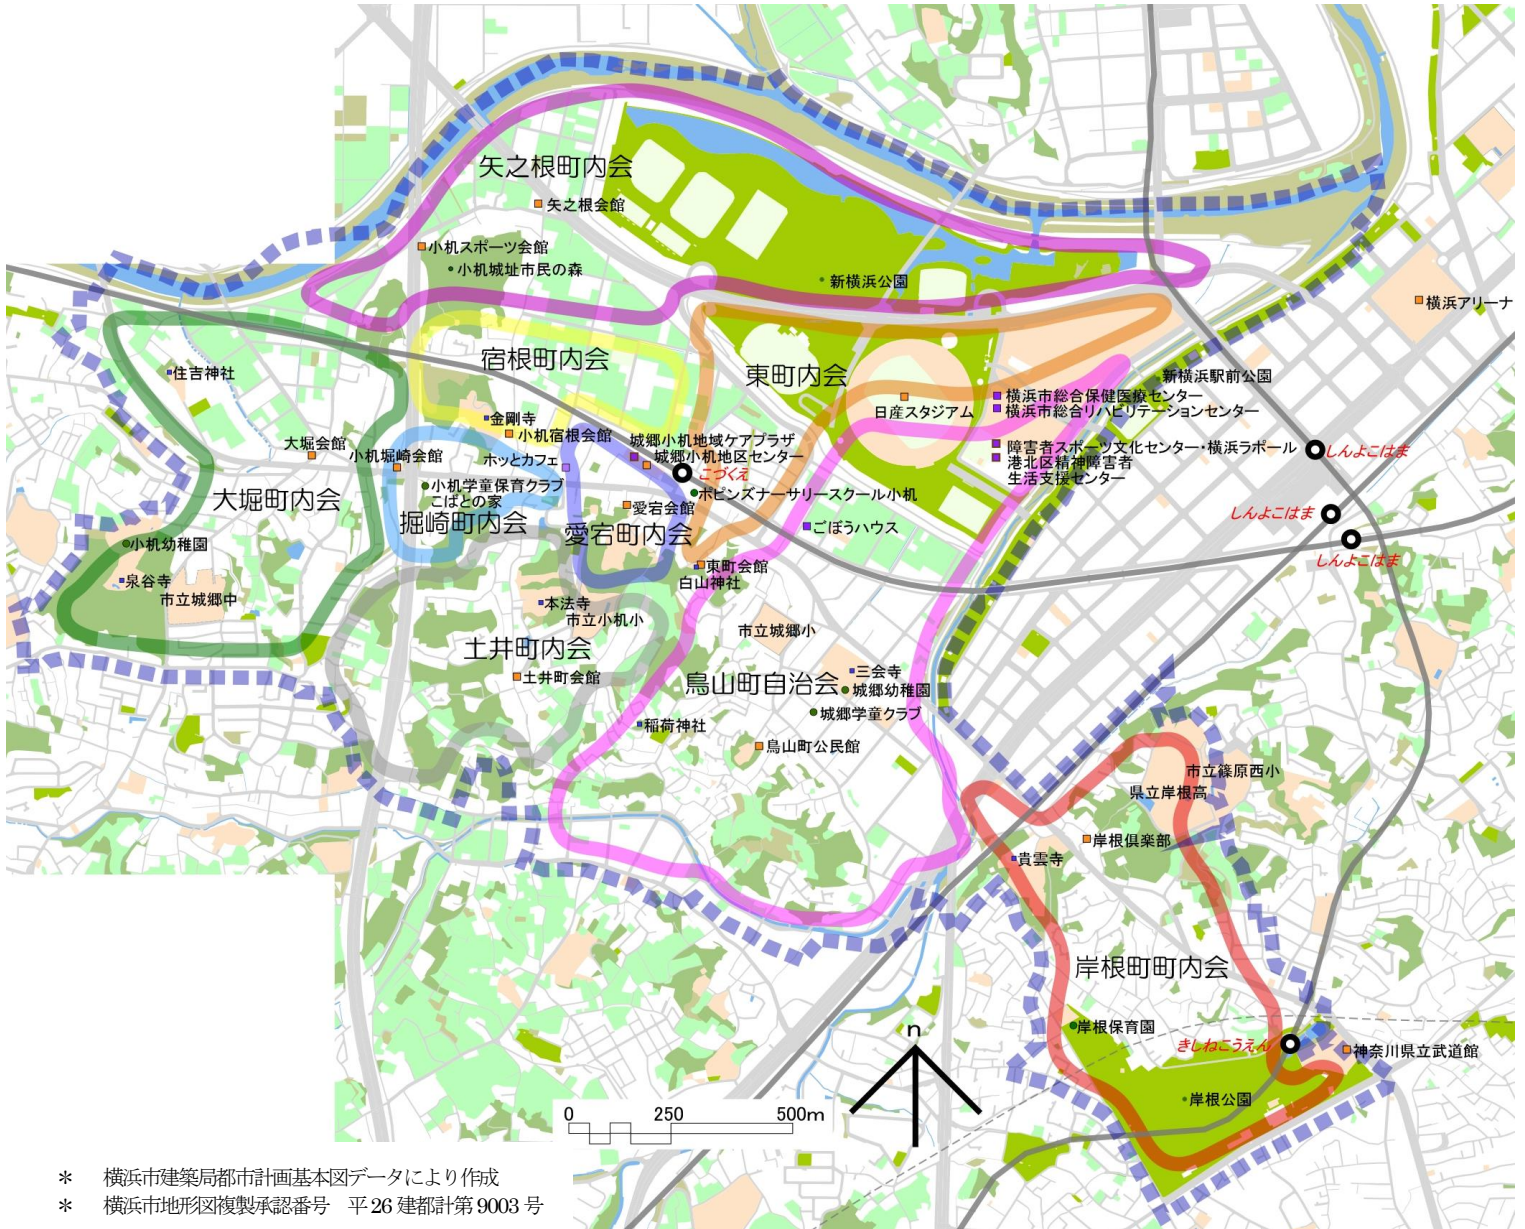 矢之根町内会
矢之根会館
小机スポーツ会館
小机城址市民の森
新横浜公園
横浜アリーナ
宿根町内会
東町内会
住吉神社
新横浜駅前公園
横浜市総合保健医療センター
横浜市総合リハビリテーションセンター
日産スタジアム
金剛寺
小机宿根会館
大堀会館
小机堀崎会館
城郷小机地域ケアプラザ
城郷小机地区センター
ホッとカフェ
こづくえ
障害者スポーツ文化センター・横浜ラポール
港北区精神障害者
生活支援センター
しんよこはま
しんよこはま
しんよこはま
小机学童保育クラブ
こばとの家
ポピンズナーサリースクール小机
大堀町内会
堀崎町内会
愛宕会館
愛宕町内会
ごぼうハウス
小机幼稚園
泉谷寺
市立城郷中
東町会館
白山神社
本法寺
市立小机小
市立城郷小
土井町内会
土井町会館
三会寺
鳥山町自治会
城郷幼稚園
城郷学童クラブ
稲荷神社
鳥山町公民館
市立篠原西小
県立岸根高
岸根倶楽部
貴雲寺
岸根町町内会
岸根保育園
きしねこうえん
神奈川県立武道館
岸根公園
n
0 250 500m
＊ 横浜市建築局都市計画基本図データにより作成
＊ 横浜市地形図複製承認番号 平26建都計第9003号